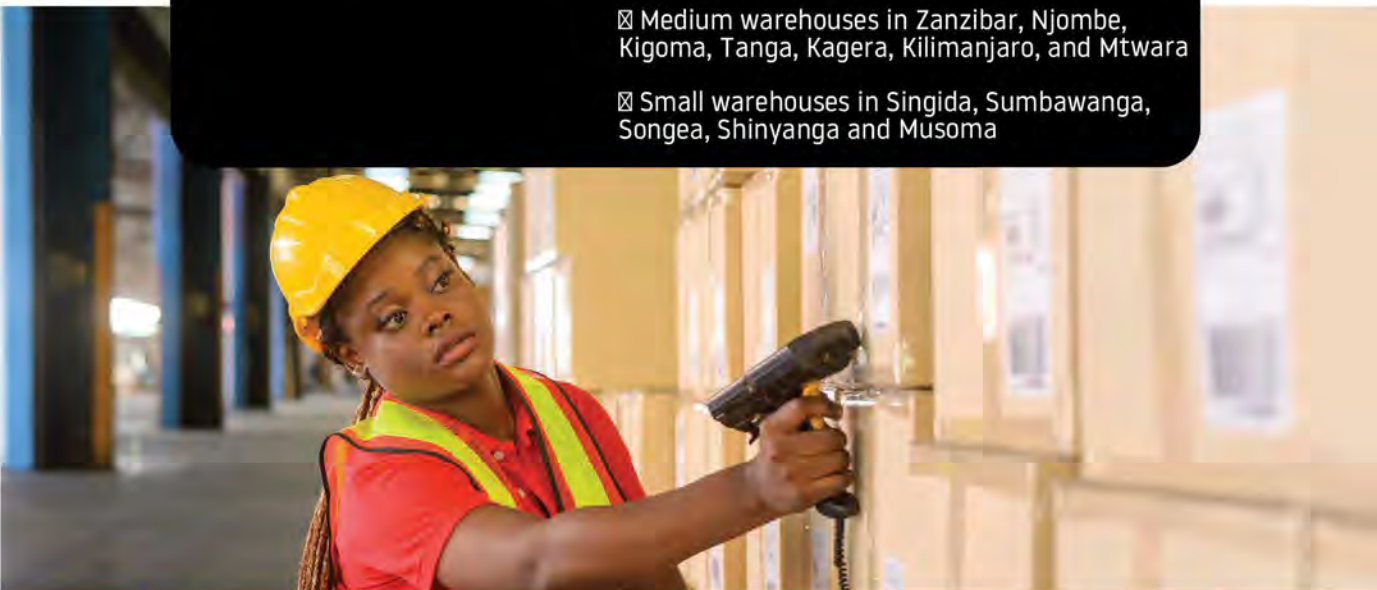 ☒ Medium warehouses in Zanzibar, Njombe,
Kigoma, Tanga, Kagera, Kilimanjaro, and Mtwara
☒ Small warehouses in Singida, Sumbawanga,
Songea, Shinyanga and Musoma